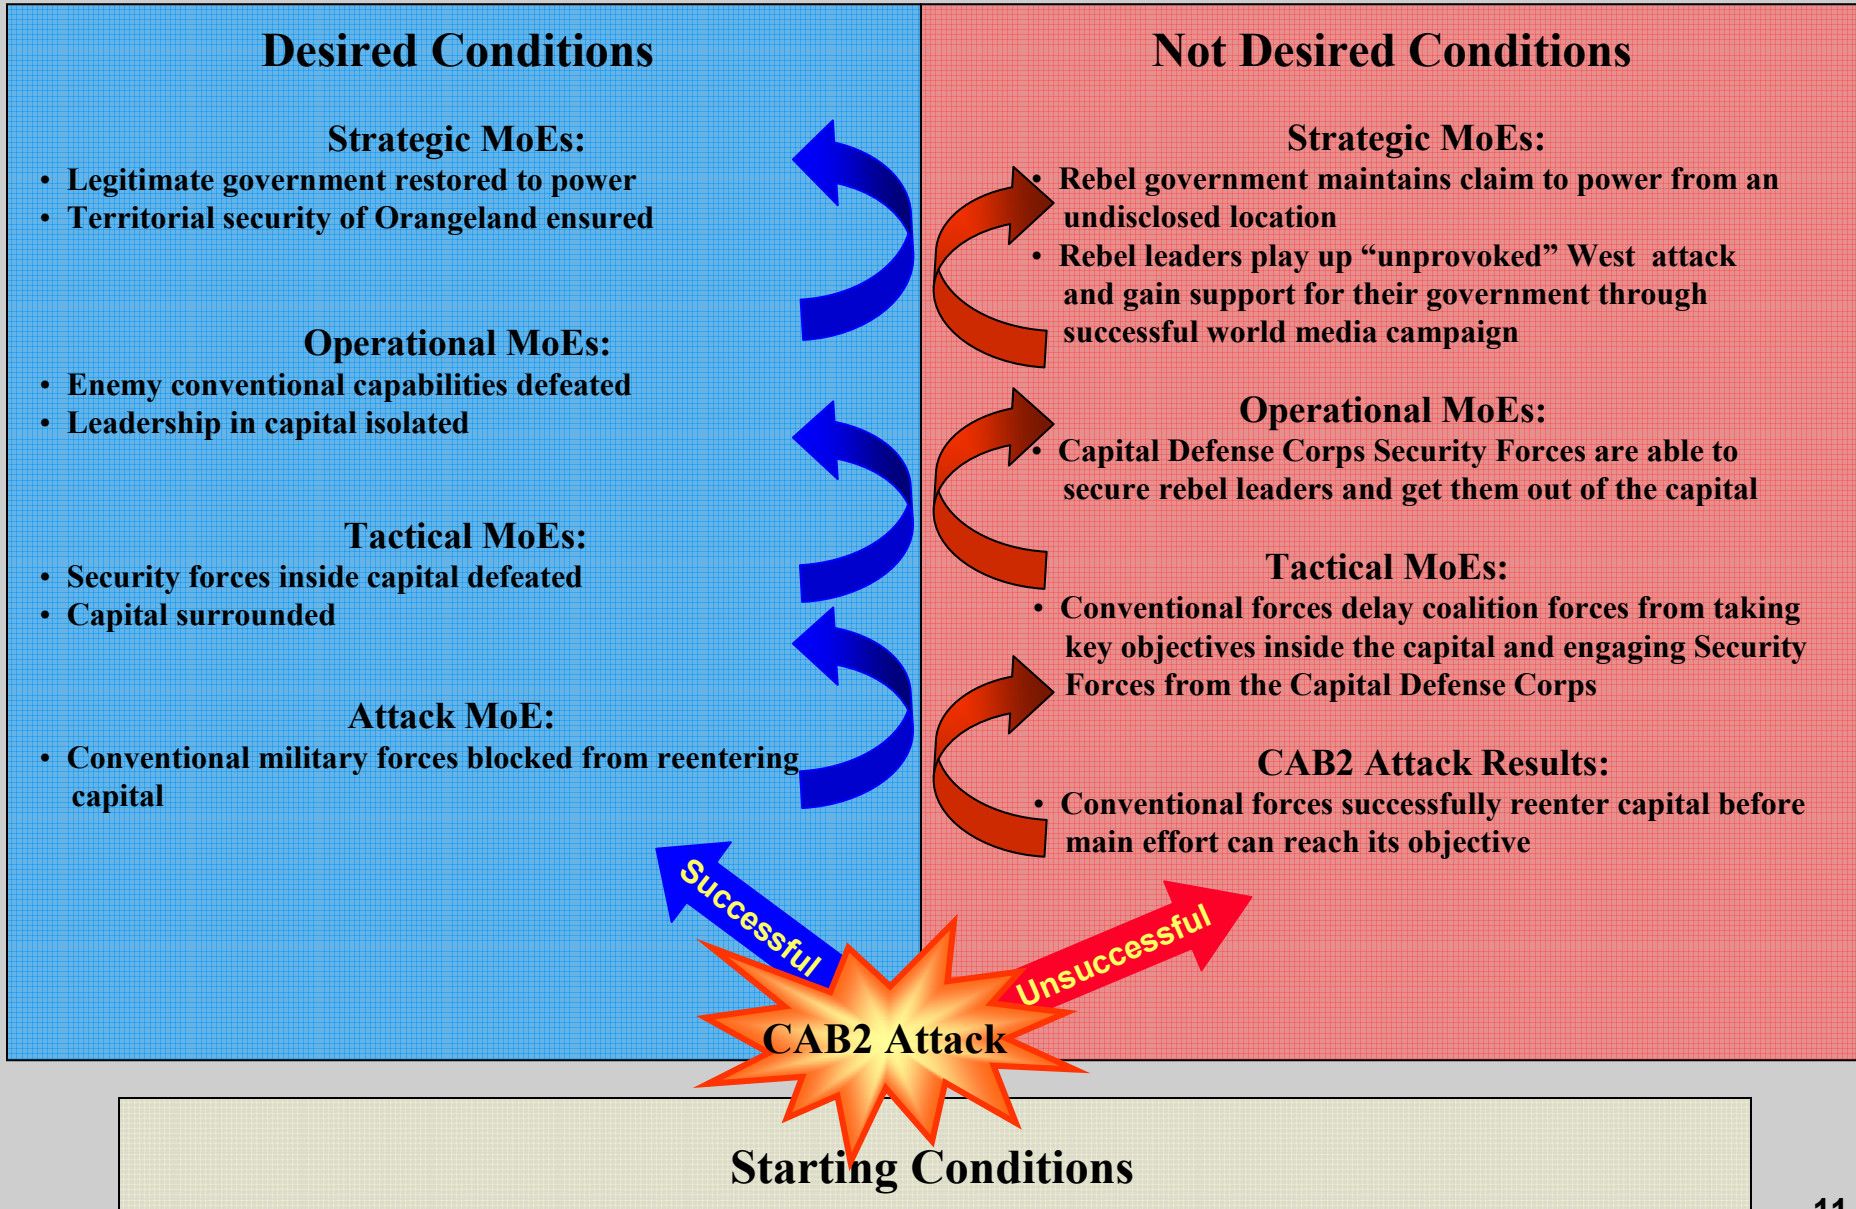 Desired Conditions
Strategic MoEs:
• Legitimate government restored to power
• Territorial security of Orangeland ensured
Operational MoEs:
• Enemy conventional capabilities defeated
• Leadership in capital isolated
Tactical MoEs:
• Security forces inside capital defeated
• Capital surrounded
Attack MoE:
• Conventional military forces blocked from reentering
capital
Not Desired Conditions
Strategic MoEs:
• Rebel government maintains claim to power from an
undisclosed location
• Rebel leaders play up “unprovoked” West attack
and gain support for their government through
successful world media campaign
Operational MoEs:
• Capital Defense Corps Security Forces are able to
secure rebel leaders and get them out of the capital
Tactical MoEs:
• Conventional forces delay coalition forces from taking
key objectives inside the capital and engaging Security
Forces from the Capital Defense Corps
CAB2 Attack Results:
• Conventional forces successfully reenter capital before
main effort can reach its objective
Successful
Unsuccessful
CAB2 Attack
Starting Conditions
11